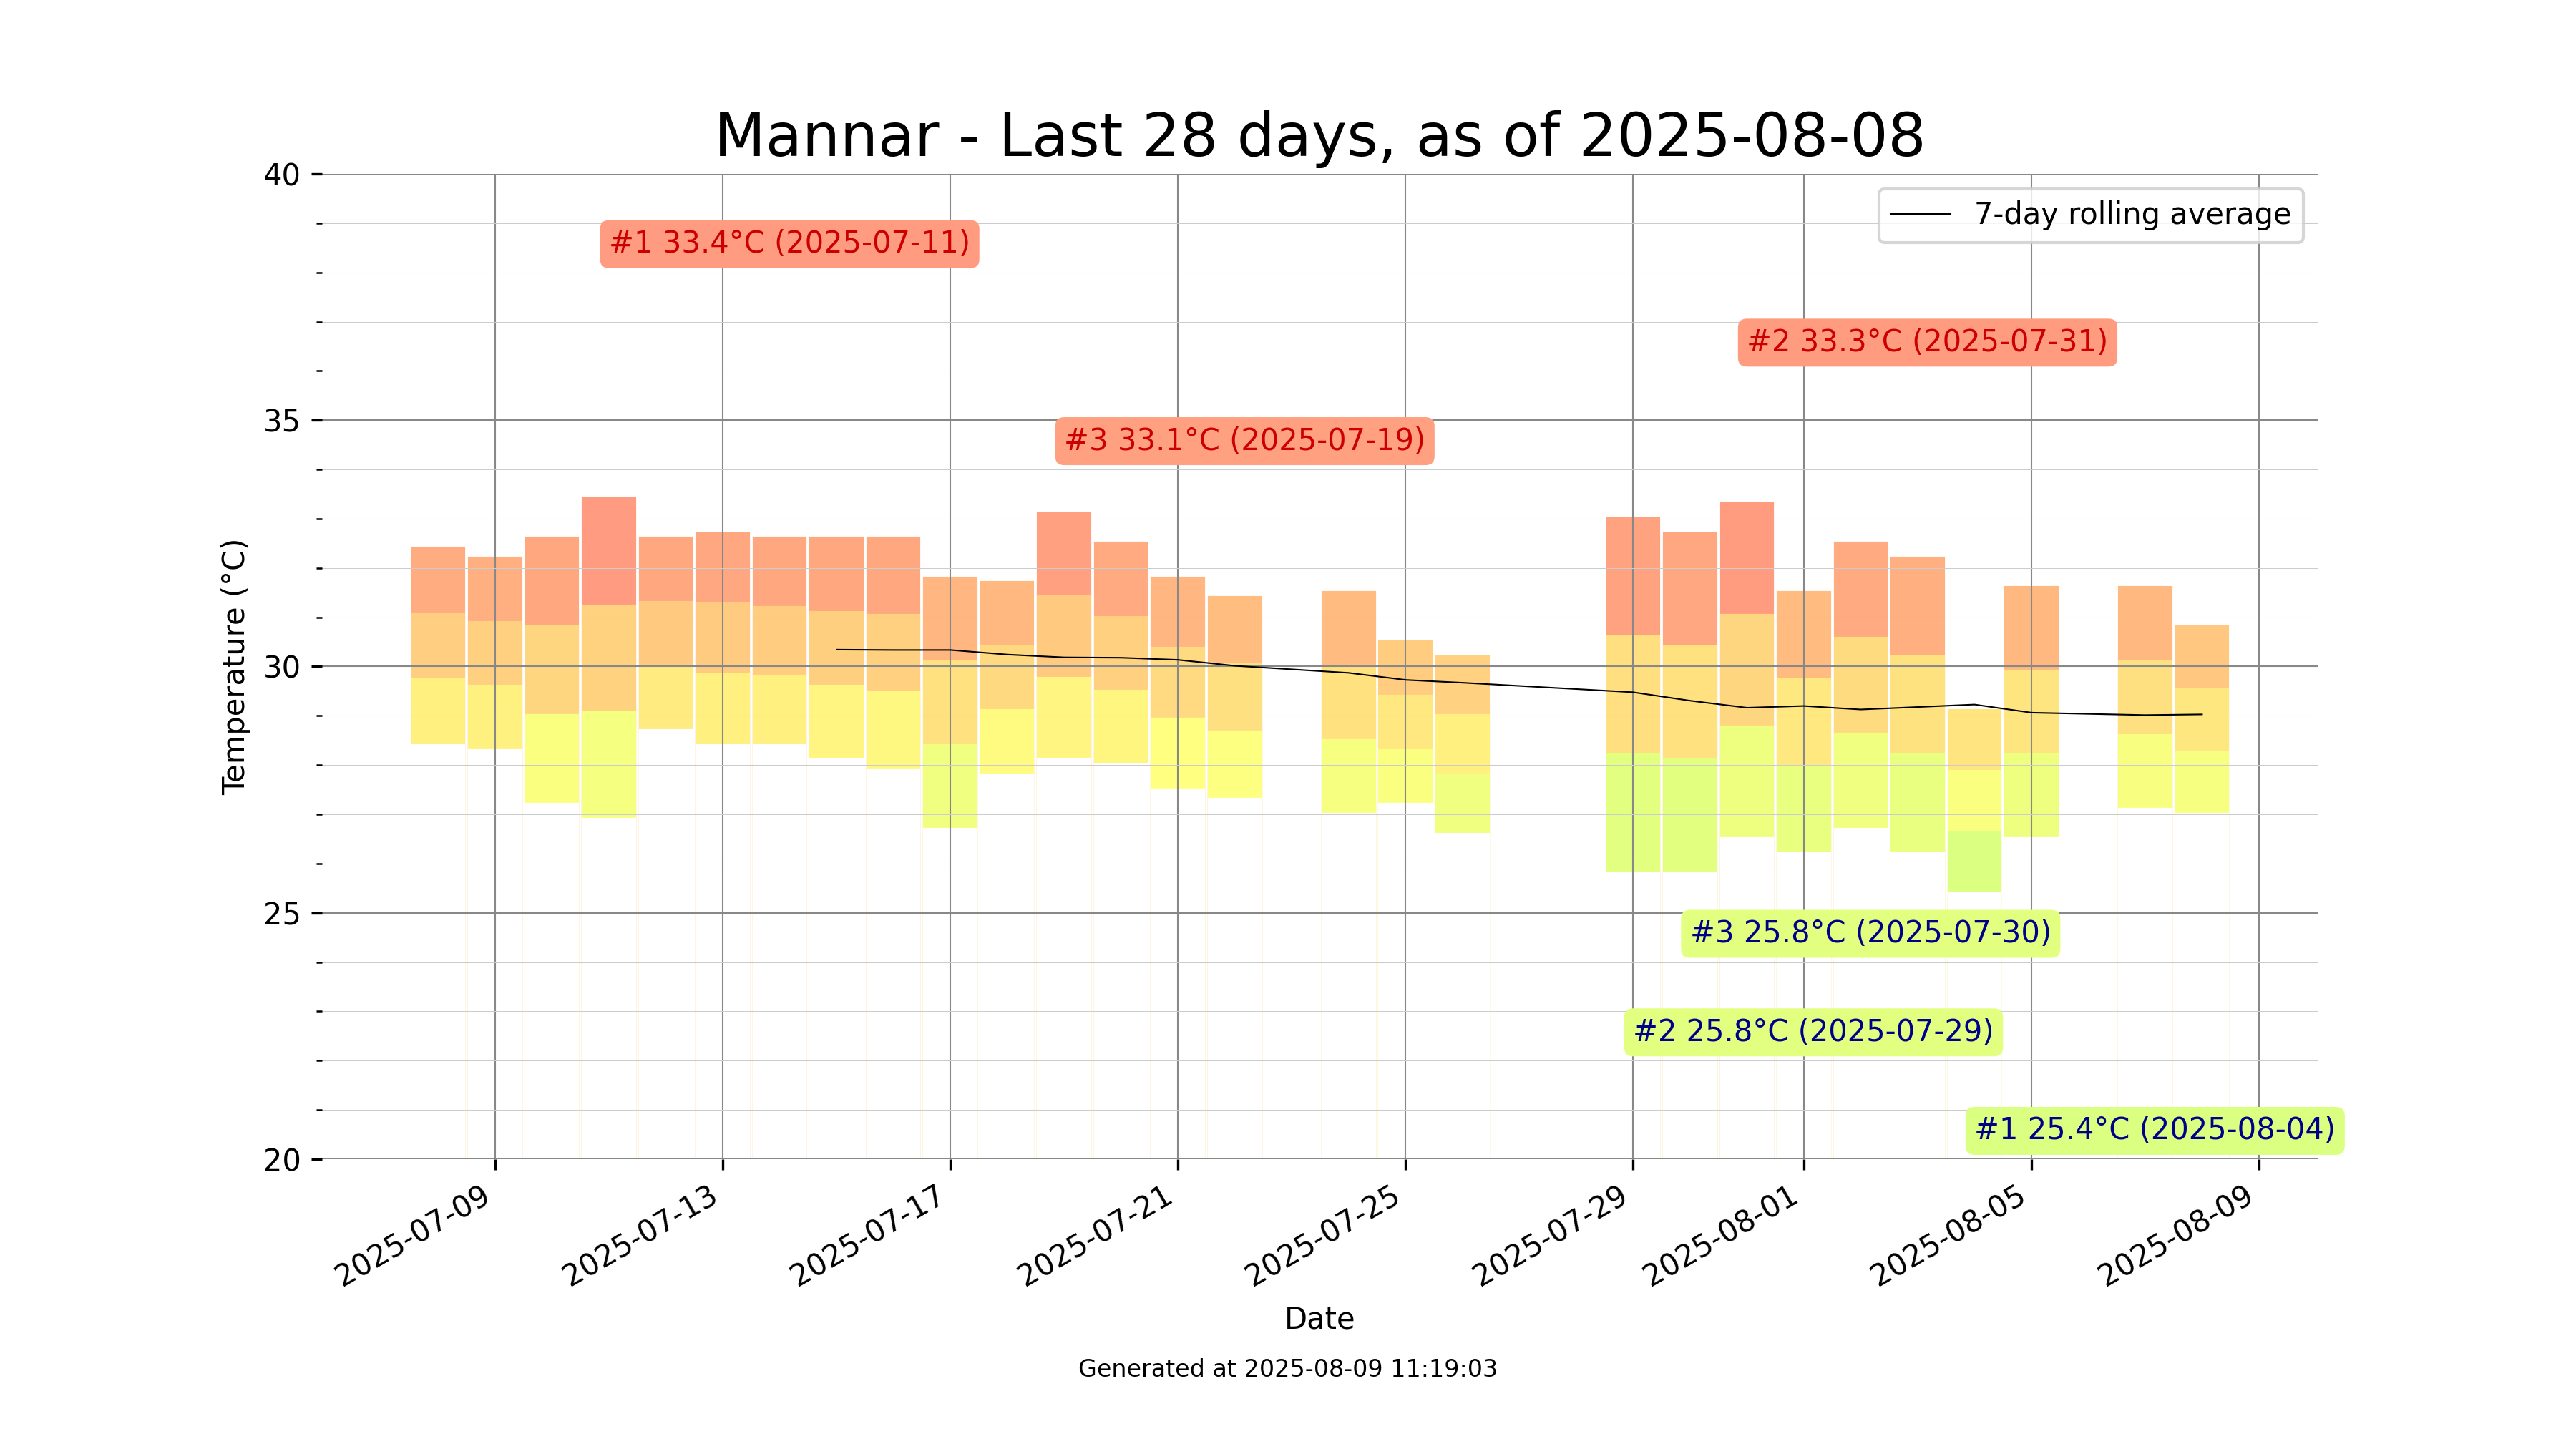 Mannar - Last 28 days, as of 2025-08-08
40
7-day rolling average
#1 33.4°C (2025-07-11)
#2 33.3°C (2025-07-31)
35
#3 33.1°C (2025-07-19)
Temperature (°C)
30
25
#3 25.8°C (2025-07-30)
#2 25.8°C (2025-07-29)
#1 25.4°C (2025-08-04)
20
2025-07-09
2025-07-13
2025-07-17
2025-07-21
2025-07-25
2025-07-29
2025-08-01
2025-08-05
2025-08-09
Date
Generated at 2025-08-09 11:19:03